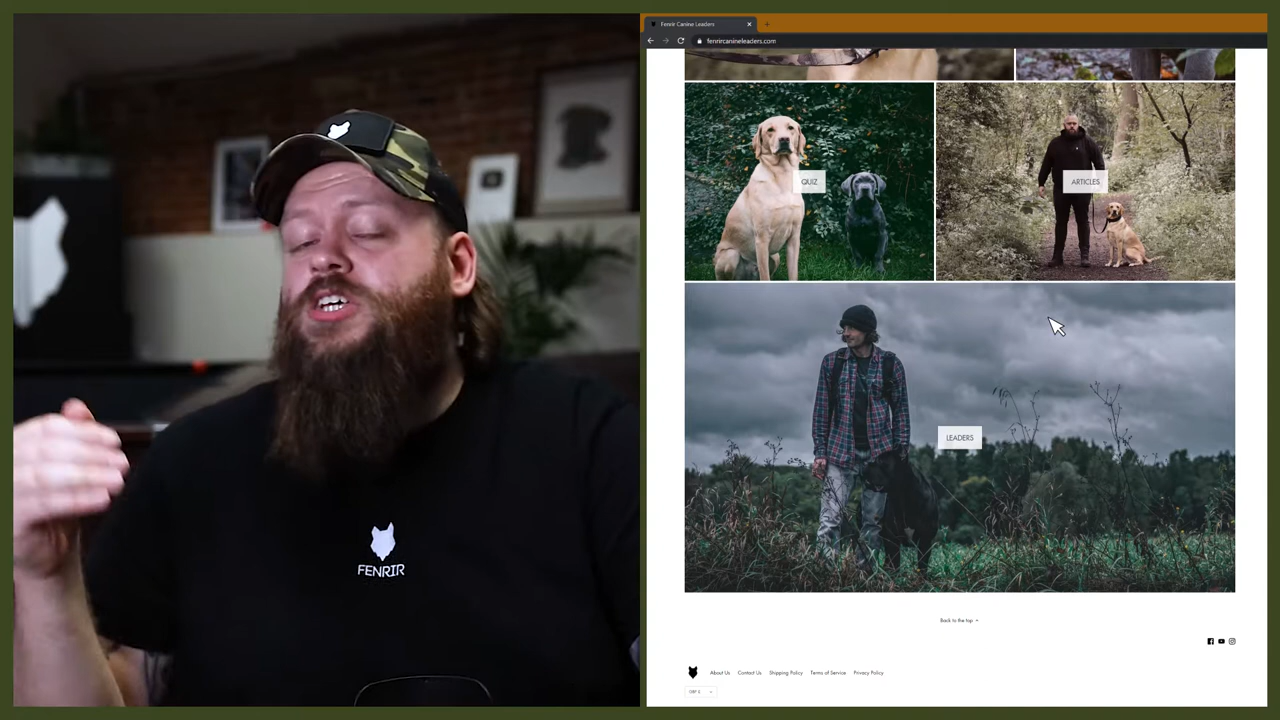 FENRIR
Fenrir Canine Leaders
fenrircanineleaders.com
QUIZ
ARTICLES
LEADERS
Back to the top
About Us
Contact Us
Shipping Policy
Terms of Service
Privacy Policy
GBP £